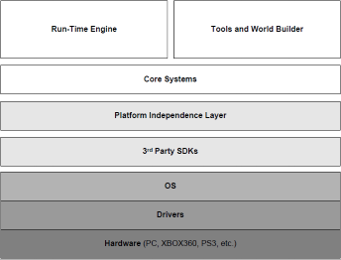 Run-Time Engine
Tools and World Builder
Core Systems
Platform Independence Layer
3rd Party SDKs
OS
Drivers
Hardware (PC, XBOX360, PS3, etc.)